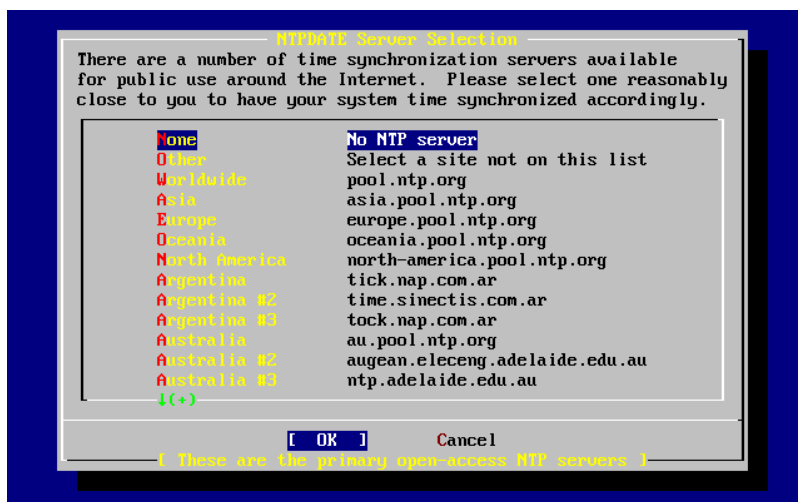 NTPDATE Server Selection
There are a number of time synchronization servers available
for public use around the Internet.  Please select one reasonably
close to you to have your system time synchronized accordingly.
None No NTP server
Other Select a site not on this list
Worldwide pool.ntp.org
Asia asia.pool.ntp.org
Europe europe.pool.ntp.org
Oceania oceania.pool.ntp.org
North America north-america.pool.ntp.org
Argentina tick.nap.com.ar
Argentina #2 time.sinectis.com.ar
Argentina #3 tock.nap.com.ar
Australia au.pool.ntp.org
Australia #2 augean.eleceng.adelaide.edu.au
Australia #3 ntp.adelaide.edu.au
↓(+)
[ OK ] Cancel
[ These are the primary open-access NTP servers ]